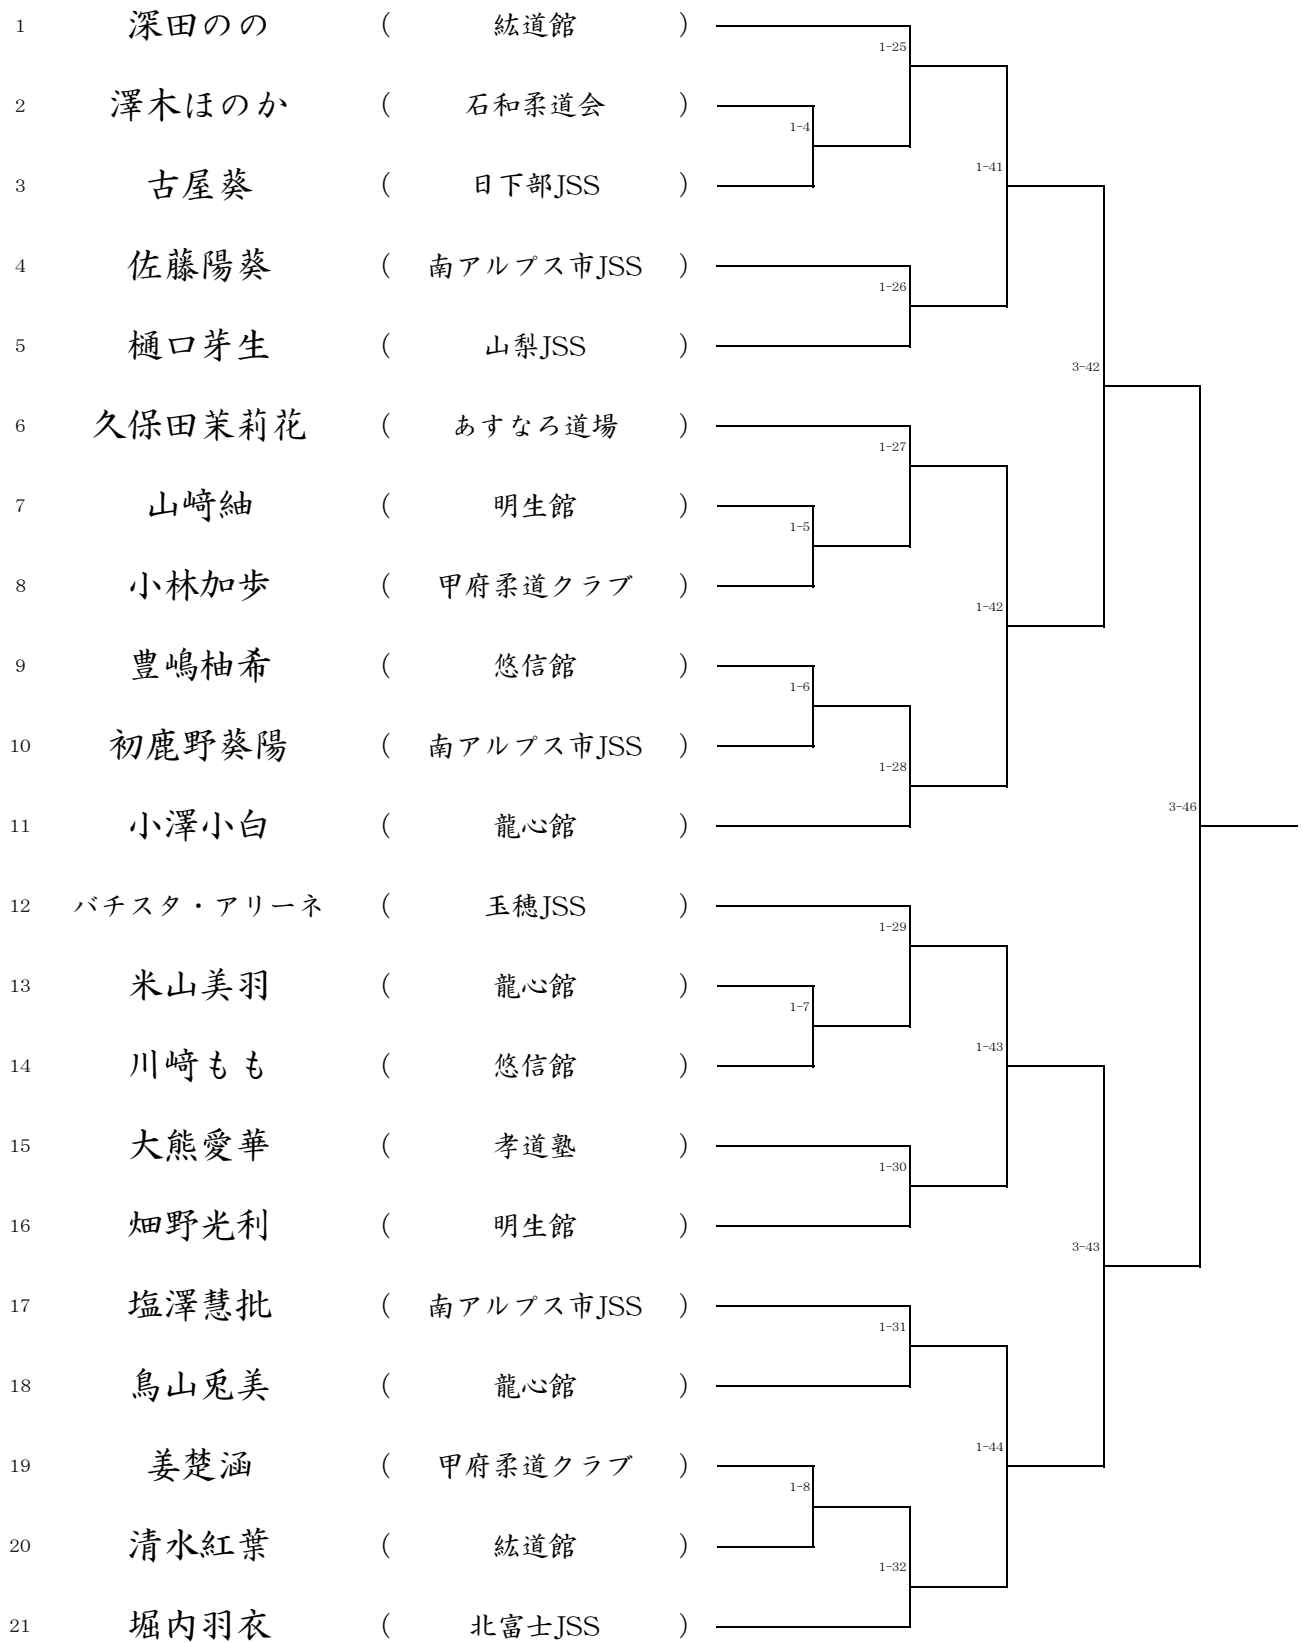 1 深田のの ( 紘道館 )
1-25
2 澤木ほのか ( 石和柔道会 )
1-4
1-41
3 古屋葵 ( 日下部JSS )
4 佐藤陽葵 ( 南アルプス市JSS )
1-26
5 樋口芽生 ( 山梨JSS )
3-42
6 久保田茉莉花 ( あすなろ道場 )
1-27
7 山﨑紬 ( 明生館 )
1-5
8 小林加歩 ( 甲府柔道クラブ )
1-42
9 豊嶋柚希 ( 悠信館 )
1-6
10 初鹿野葵陽 ( 南アルプス市JSS )
1-28
3-46
11 小澤小白 ( 龍心館 )
12 バチスタ・アリーネ ( 玉穂JSS )
1-29
13 米山美羽 ( 龍心館 )
1-7
1-43
14 川﨑もも ( 悠信館 )
15 大熊愛華 ( 孝道塾 )
1-30
16 畑野光利 ( 明生館 )
3-43
17 塩澤慧批 ( 南アルプス市JSS )
1-31
18 鳥山兎美 ( 龍心館 )
1-44
19 姜楚涵 ( 甲府柔道クラブ )
1-8
20 清水紅葉 ( 紘道館 )
1-32
21 堀内羽衣 ( 北富士JSS )